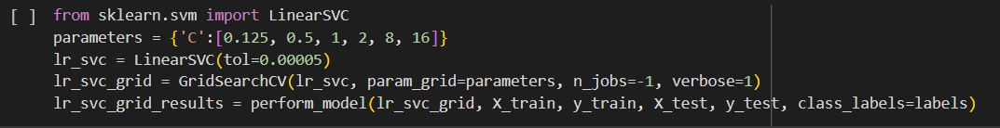 [ ] from sklearn.svm import LinearSVC
parameters = {'C':[0.125, 0.5, 1, 2, 8, 16]}
lr_svc = LinearSVC(tol=0.00005)
lr_svc_grid = GridSearchCV(lr_svc, param_grid=parameters, n_jobs=-1, verbose=1)
lr_svc_grid_results = perform_model(lr_svc_grid, X_train, y_train, X_test, y_test, class_labels=labels)